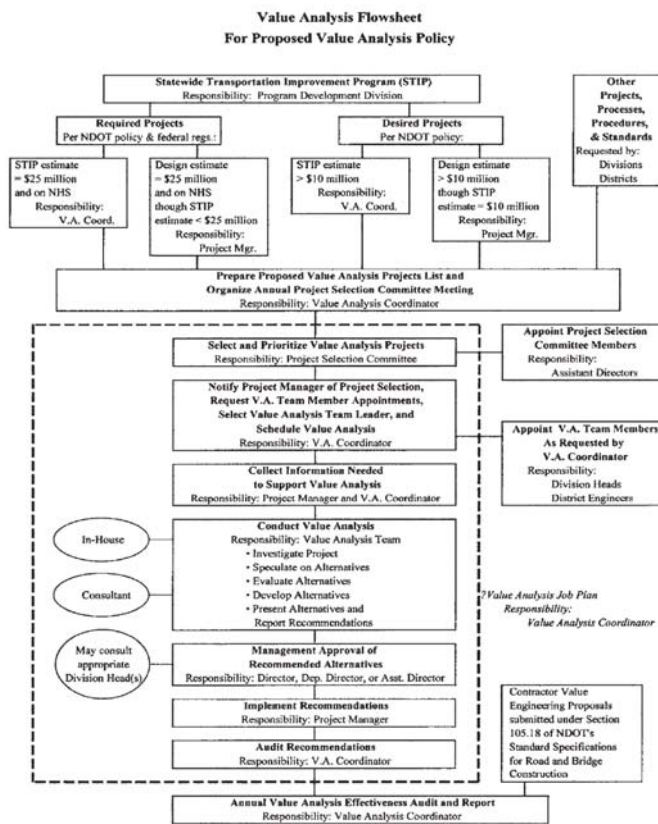 Value Analysis Flowsheet
For Proposed Value Analysis Policy
Statewide Transportation Improvement Program (STIP)
Responsibility: Program Development Division
Other
Projects,
Processes,
Procedures,
& Standards
Requested by:
Divisions
Districts
Required Projects
Per NDOT policy & federal regs.:
Desired Projects
Per NDOT policy:
STIP estimate
= $25 million
and on NHS
Responsibility:
V.A. Coord.
Design estimate
= $25 million
and on NHS
though STIP
estimate < $25 million
Responsibility:
Project Mgr.
STIP estimate
> $10 million
Responsibility:
V.A. Coord.
Design estimate
> $10 million
though STIP
estimate = $10 million
Responsibility:
Project Mgr.
Prepare Proposed Value Analysis Projects List and
Organize Annual Project Selection Committee Meeting
Responsibility: Value Analysis Coordinator
Select and Prioritize Value Analysis Projects
Responsibility: Project Selection Committee
Appoint Project Selection
Committee Members
Responsibility:
Assistant Directors
Notify Project Manager of Project Selection,
Request V.A. Team Member Appointments,
Select Value Analysis Team Leader, and
Schedule Value Analysis
Responsibility: V.A. Coordinator
Appoint V.A. Team Members
As Requested by
V.A. Coordinator
Responsibility:
Division Heads
District Engineers
Collect Information Needed
to Support Value Analysis
Responsibility: Project Manager and V.A. Coordinator
In-House
Consultant
Conduct Value Analysis
Responsibility: Value Analysis Team
• Investigate Project
• Speculate on Alternatives
• Evaluate Alternatives
• Develop Alternatives
• Present Alternatives and
Report Recommendations
?Value Analysis Job Plan
Responsibility:
Value Analysis Coordinator
May consult
appropriate
Division Head(s)
Management Approval of
Recommended Alternatives
Responsibility: Director, Dep. Director, or Asst. Director
Implement Recommendations
Responsibility: Project Manager
Audit Recommendations
Responsibility: V.A. Coordinator
Contractor Value
Engineering Proposals
submitted under Section
105.18 of NDOT's
Standard Specifications
for Road and Bridge
Construction
Annual Value Analysis Effectiveness Audit and Report
Responsibility: Value Analysis Coordinator